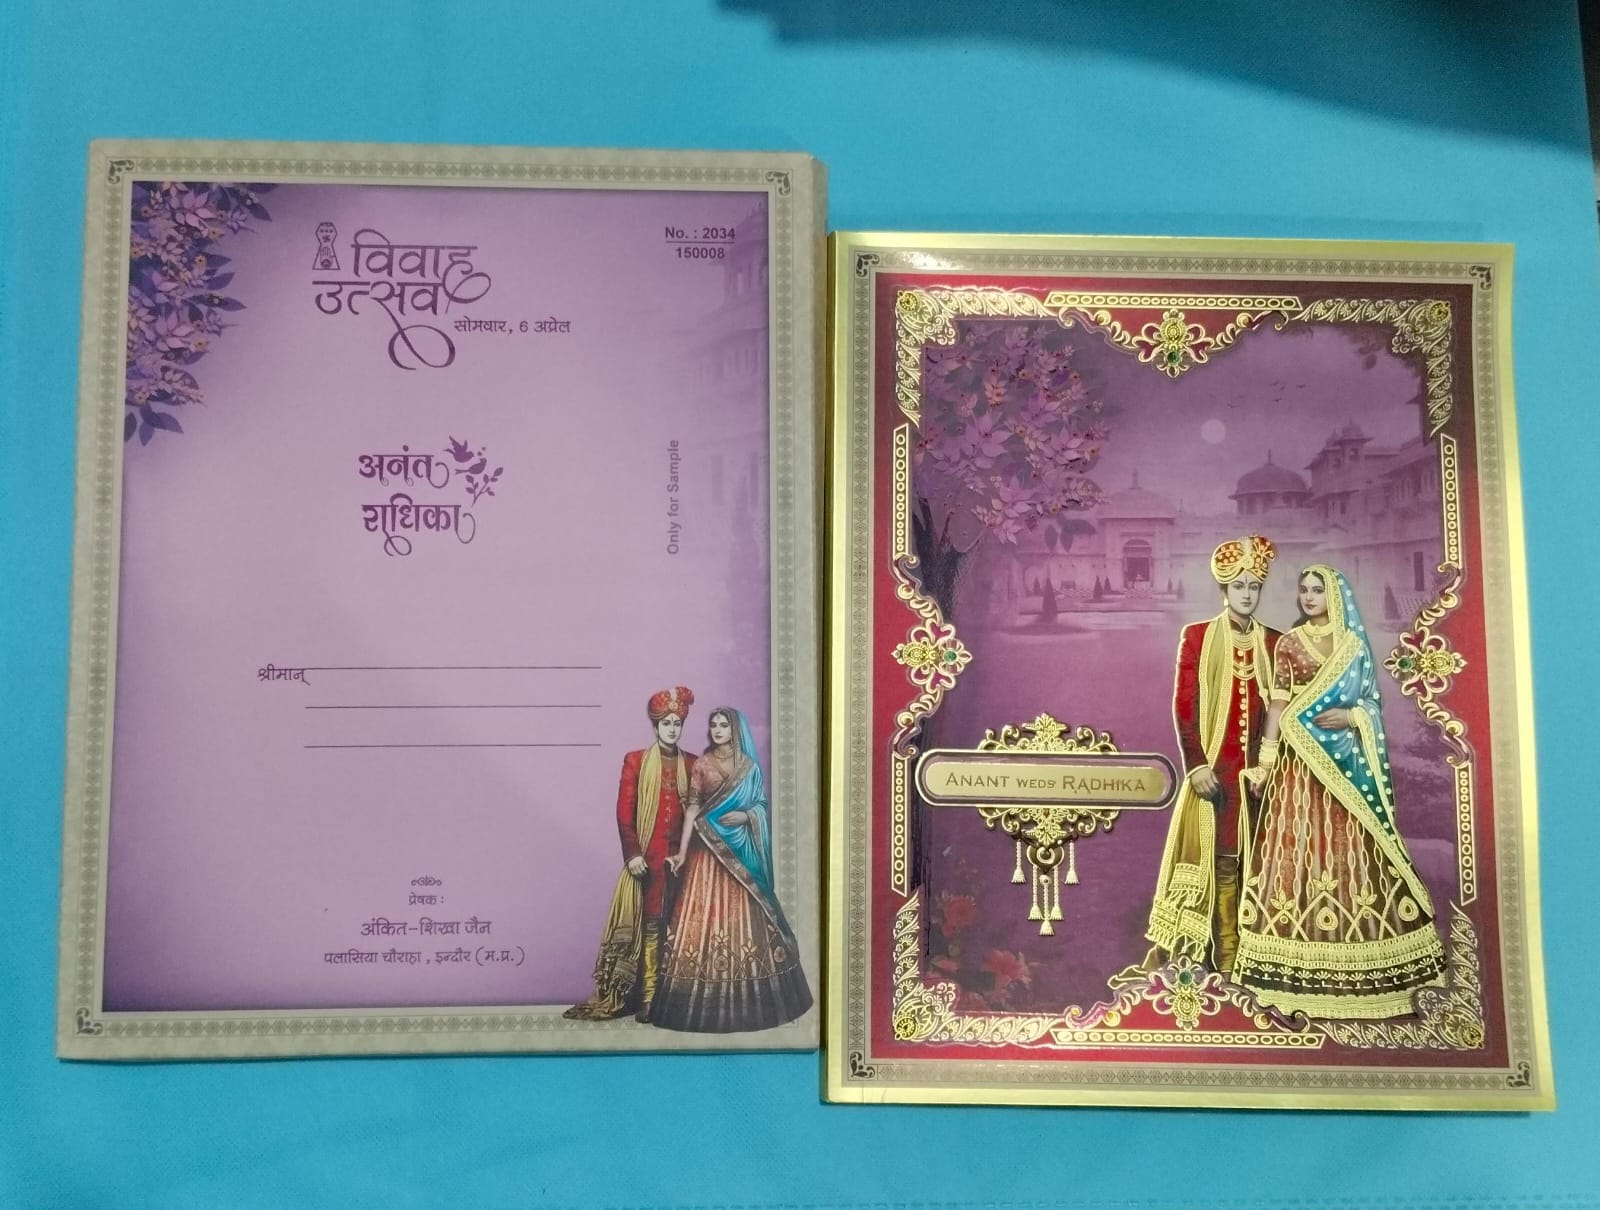 विवाह
उत्सव
सोमवार, 6 अप्रेल
No. : 2034
150008
अनंत
राधिका
Only for Sample
श्रीमान्
प्रेषक :
अंकित-शिखा जैन
पलासिया चौराहा, इन्दौर (म.प्र.)
ANANT WEDS RADHIKA